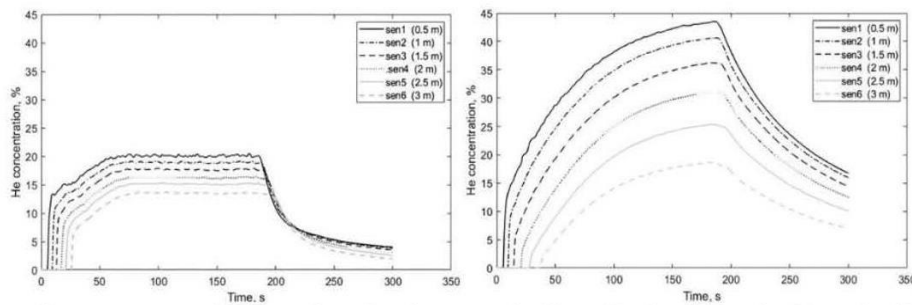 45
40
35
30
25
20
15
10
5
0
He concentration, %
0 50 100 150 200 250 300 350
Time, s
sen1 (0.5 m)
sen2 (1 m)
sen3 (1.5 m)
sen4 (2 m)
sen5 (2.5 m)
sen6 (3 m)
45
40
35
30
25
20
15
10
5
0
He concentration, %
0 50 100 150 200 250 300 350
Time, s
sen1 (0.5 m)
sen2 (1 m)
sen3 (1.5 m)
sen4 (2 m)
sen5 (2.5 m)
sen6 (3 m)